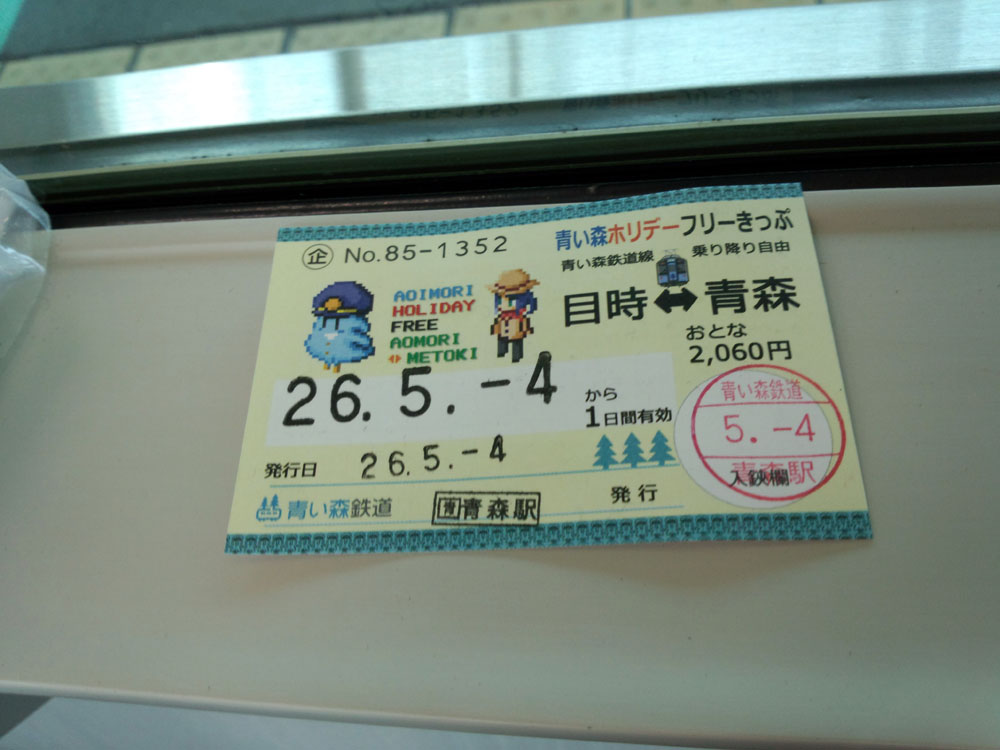 企 No.85-1352
青い森ホリデーフリーきっぷ
青い森鉄道線 乗り降り自由
目時⬌青森
おとな
2,060円
AOIMORI
HOLIDAY
FREE
AOMORI
METOKI
26.5.-4 から
1日間有効
発行日 26.5.-4
青い森鉄道
青森駅 発行
青い森鉄道
5.-4
青森駅
入鋏欄